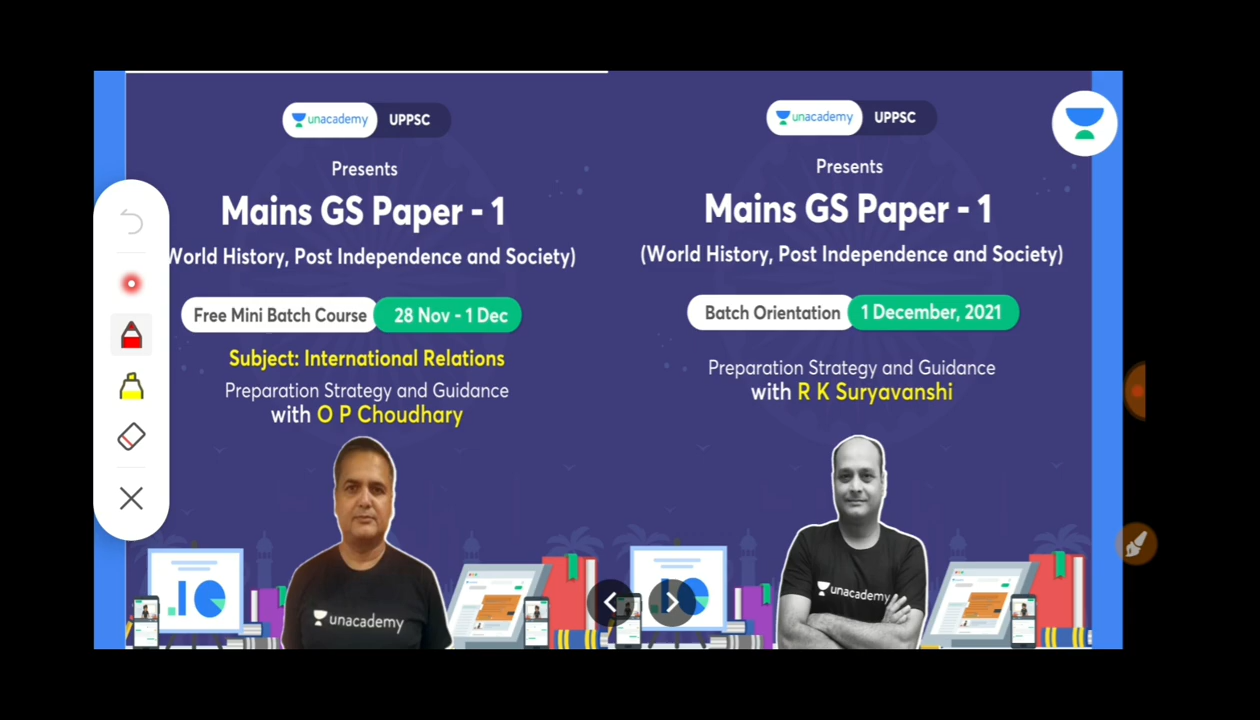 unacademy UPPSC
Presents
Mains GS Paper - 1
World History, Post Independence and Society)
Free Mini Batch Course 28 Nov - 1 Dec
Subject: International Relations
Preparation Strategy and Guidance
with O P Choudhary
unacademy
unacademy UPPSC
Presents
Mains GS Paper - 1
(World History, Post Independence and Society)
Batch Orientation 1 December, 2021
Preparation Strategy and Guidance
with R K Suryavanshi
unacademy